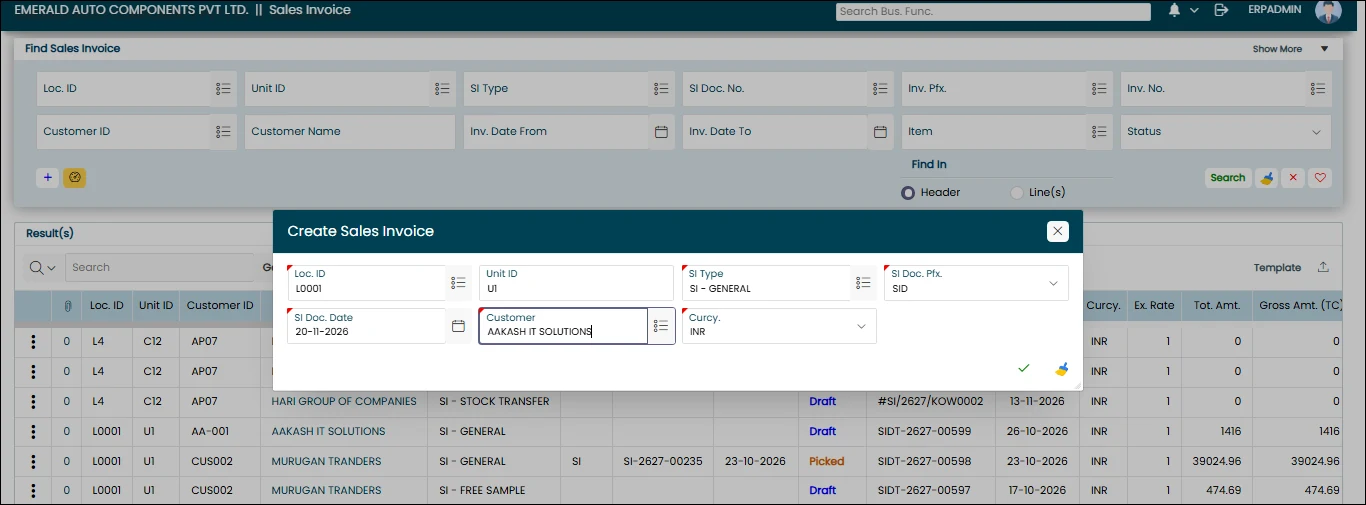 EMERALD AUTO COMPONENTS PVT LTD. || Sales Invoice Search Bus. Func. ERPADMIN
Find Sales Invoice Show More
Loc. ID Unit ID SI Type SI Doc. No. Inv. Pfx. Inv. No.
Customer ID Customer Name Inv. Date From Inv. Date To Item Status
Find In
+ Search
Header Line(s)
Create Sales Invoice
Result(s)
Search Ge Template
Loc. ID Unit ID SI Type SI Doc. Pfx.
L0001 U1 SI - GENERAL SID
Loc. ID Unit ID Customer ID Curcy. Ex. Rate Tot. Amt. Gross Amt. (TC)
SI Doc. Date Customer Curcy.
20-11-2026 AAKASH IT SOLUTIONS INR
0 L4 C12 AP07 INR 1 0 0
0 L4 C12 AP07 INR 1 0 0
0 L4 C12 AP07 HARI GROUP OF COMPANIES SI - STOCK TRANSFER Draft #SI/2627/KOW0002 13-11-2026 INR 1 0 0
0 L0001 U1 AA-001 AAKASH IT SOLUTIONS SI - GENERAL Draft SIDT-2627-00599 26-10-2026 INR 1 1416 1416
0 L0001 U1 CUS002 MURUGAN TRANDERS SI - GENERAL SI SI-2627-00235 23-10-2026 Picked SIDT-2627-00598 23-10-2026 INR 1 39024.96 39024.96
0 L0001 U1 CUS002 MURUGAN TRANDERS SI - FREE SAMPLE Draft SIDT-2627-00597 17-10-2026 INR 1 474.69 474.69